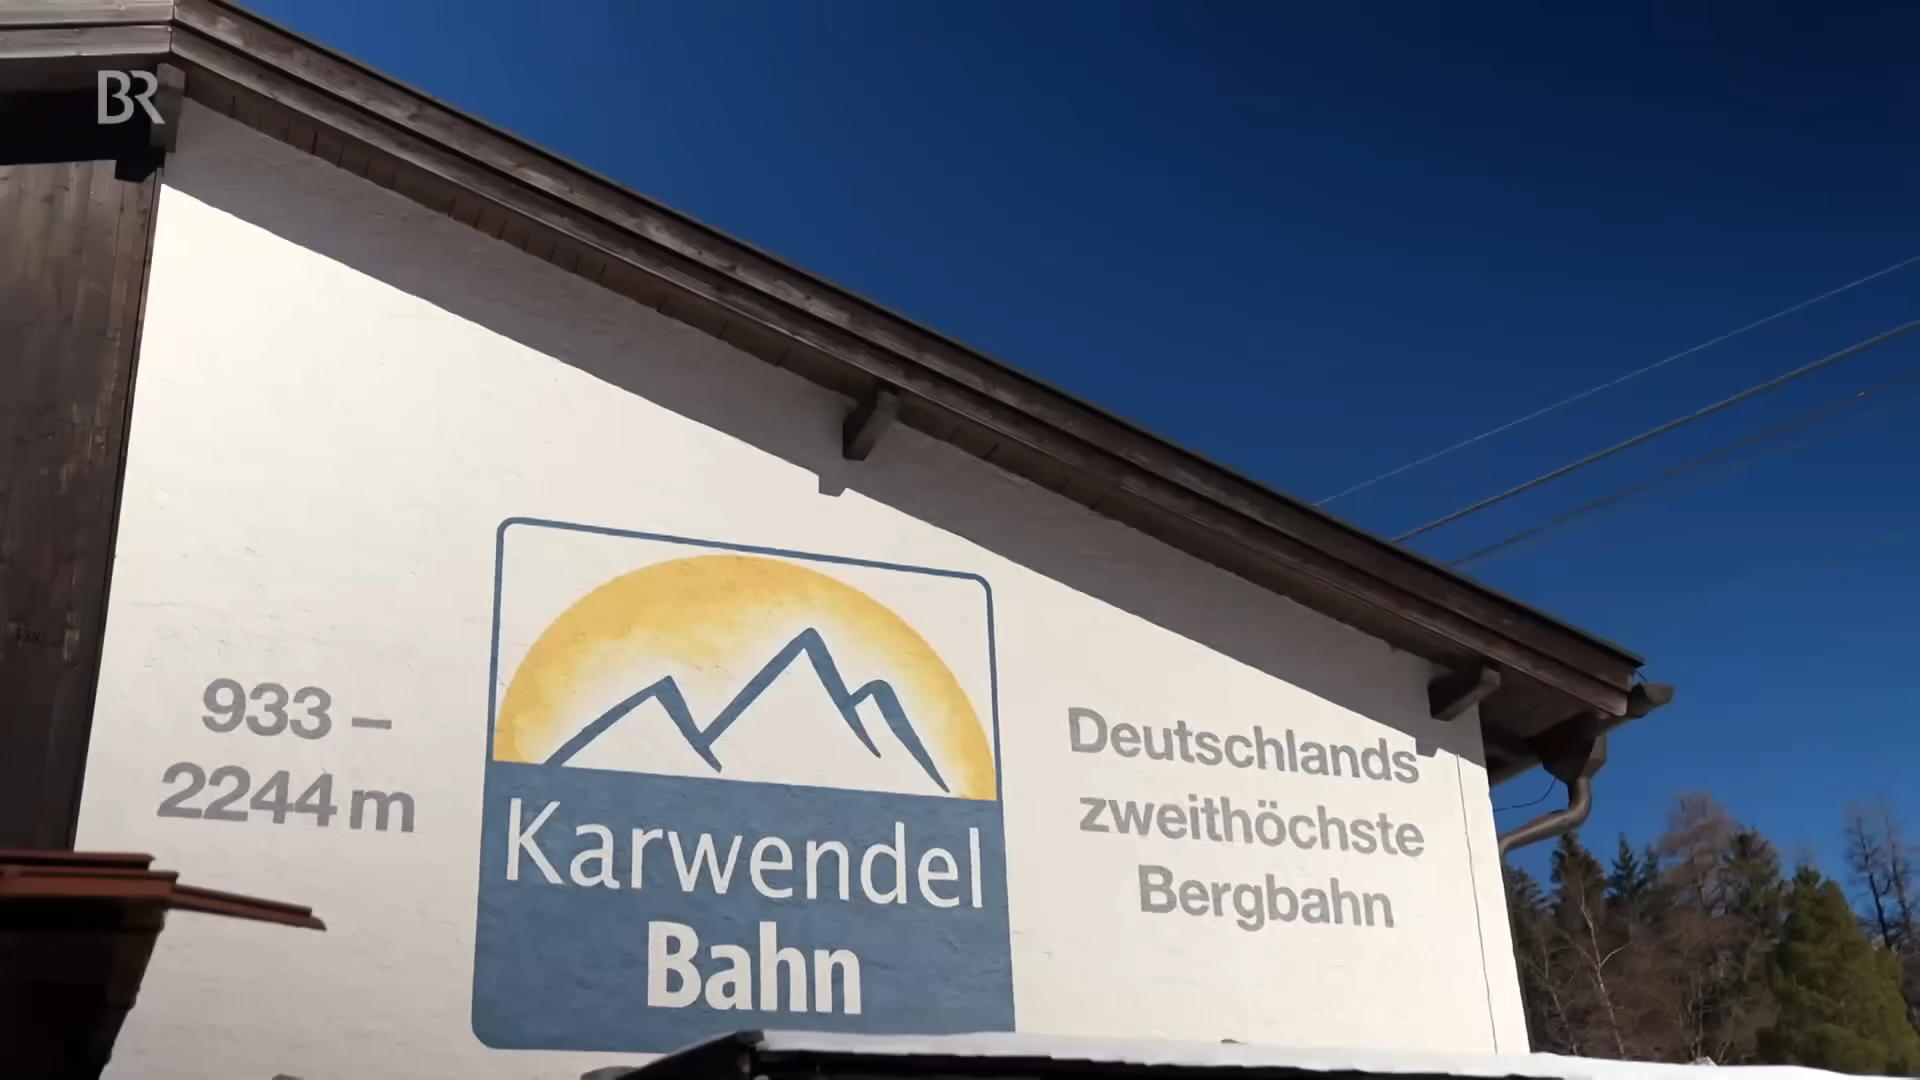 BR
933 –
2244 m
Karwendel
Bahn
Deutschlands
zweithöchste
Bergbahn